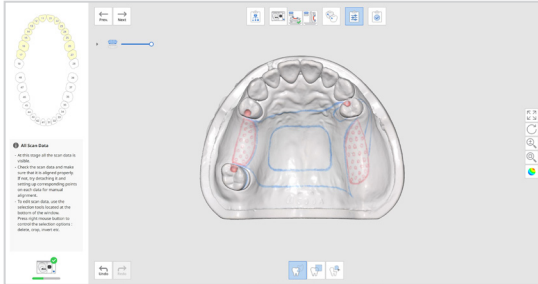 Prev
Next
All Scan Data
- At this stage all the scan data is
visible.
- Check the scan data and make
sure that it is aligned properly.
If not, try detaching it and
setting up corresponding points
on each data for manual
alignment.
- To edit scan data, use the
selection tools located at the
bottom of the window.
Press right mouse button to
control the selection options :
delete, crop, invert etc.
Undo